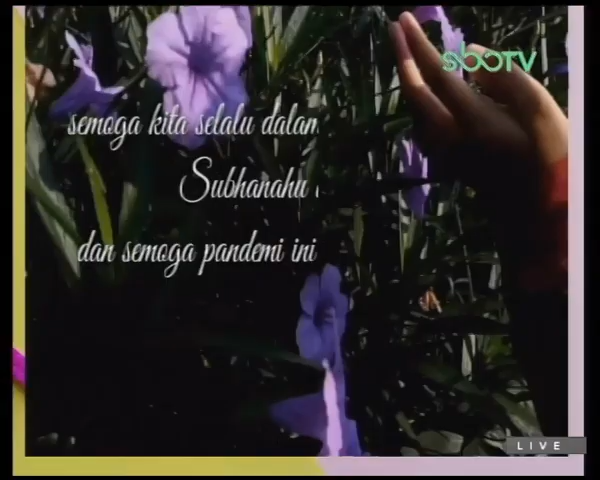 sboTV
semoga kita selalu dalam
Subhanahu
dan semoga pandemi ini
LIVE